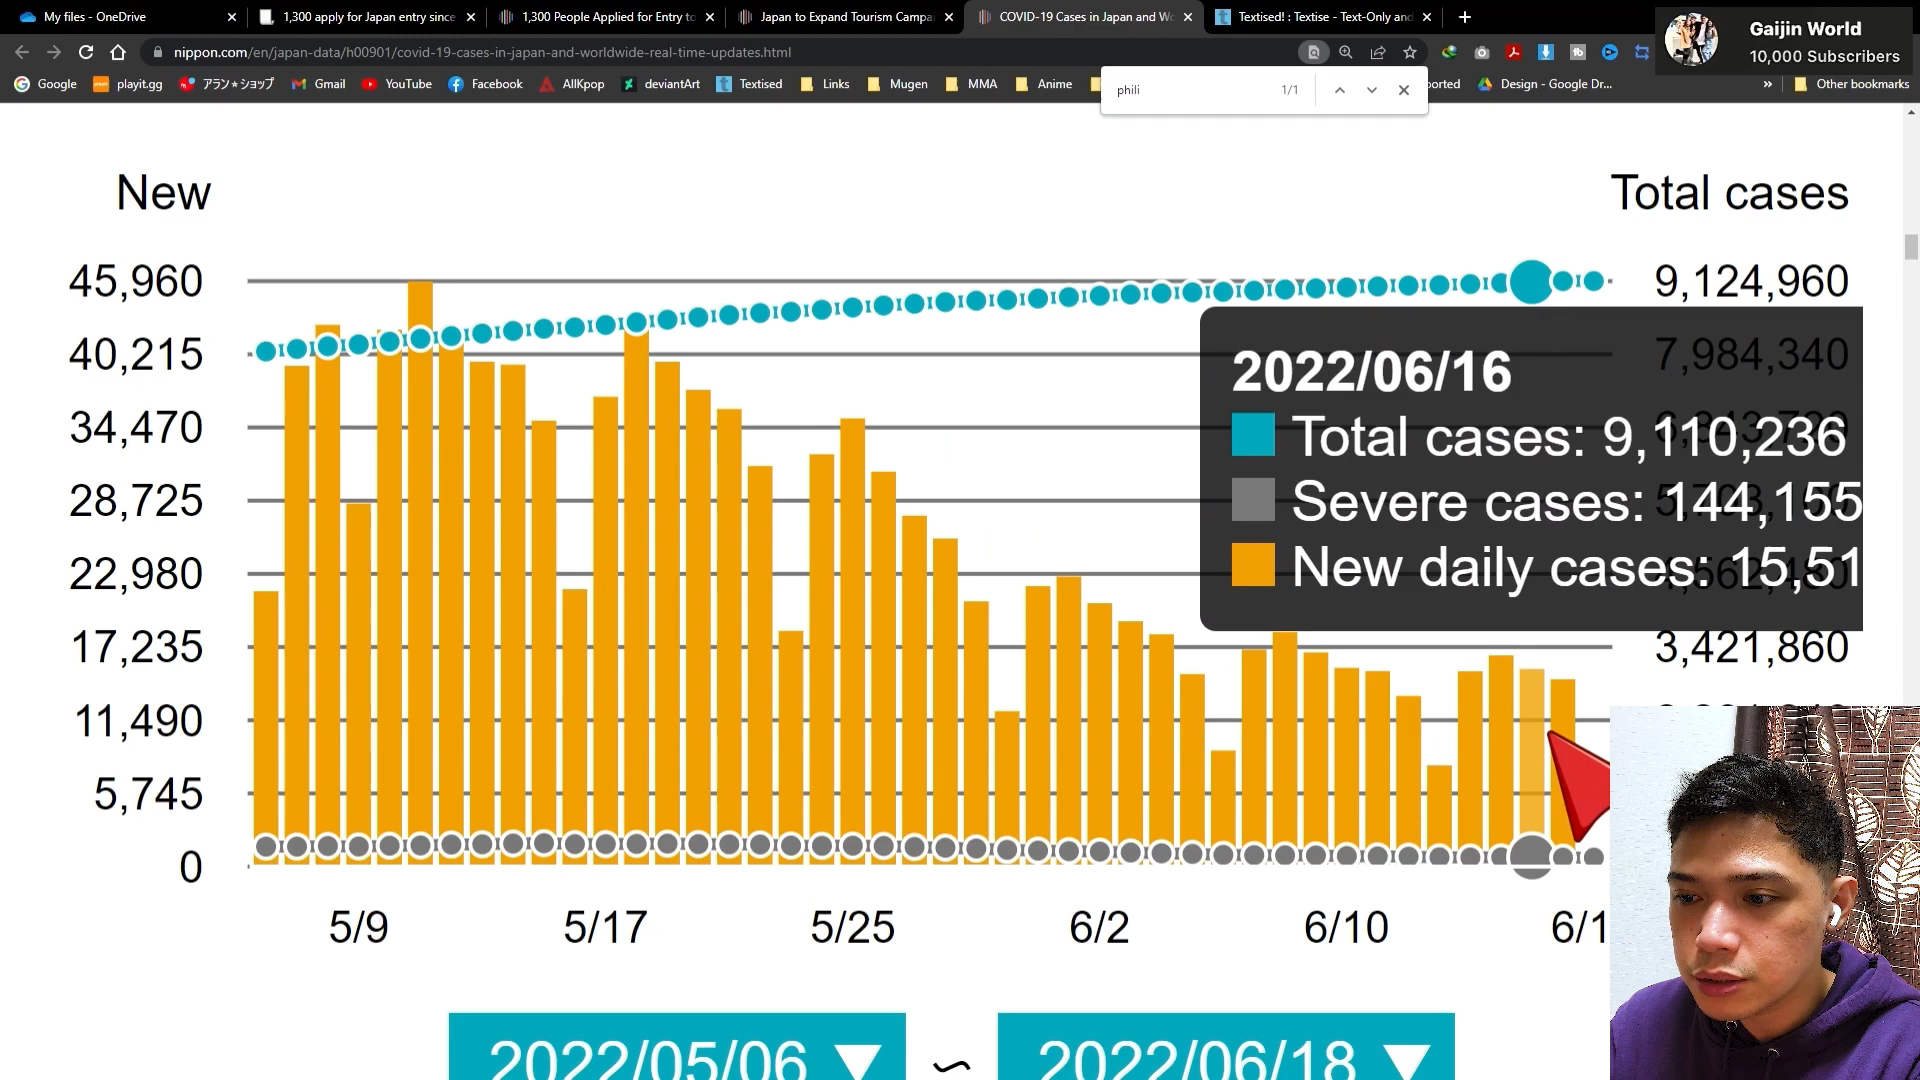 My files - OneDrive
1,300 apply for Japan entry since
1,300 People Applied for Entry to
Japan to Expand Tourism Campai
COVID-19 Cases in Japan and Wo
Textised! : Textise - Text-Only and
Gaijin World
10,000 Subscribers
nippon.com/en/japan-data/h00901/covid-19-cases-in-japan-and-worldwide-real-time-updates.html
Google
playit.gg
アラン★ショップ
Gmail
YouTube
Facebook
AllKpop
deviantArt
Textised
Links
Mugen
MMA
Anime
phili
1/1
orted
Design - Google Dr...
»
Other bookmarks
New
Total cases
45,960
9,124,960
40,215
7,984,340
34,470
28,725
22,980
17,235
3,421,860
11,490
5,745
0
2022/06/16
Total cases: 9,110,236
Severe cases: 144,155
New daily cases: 15,51
5/9
5/17
5/25
6/2
6/10
6/1
2022/05/06 ▼ ~ 2022/06/18 ▼